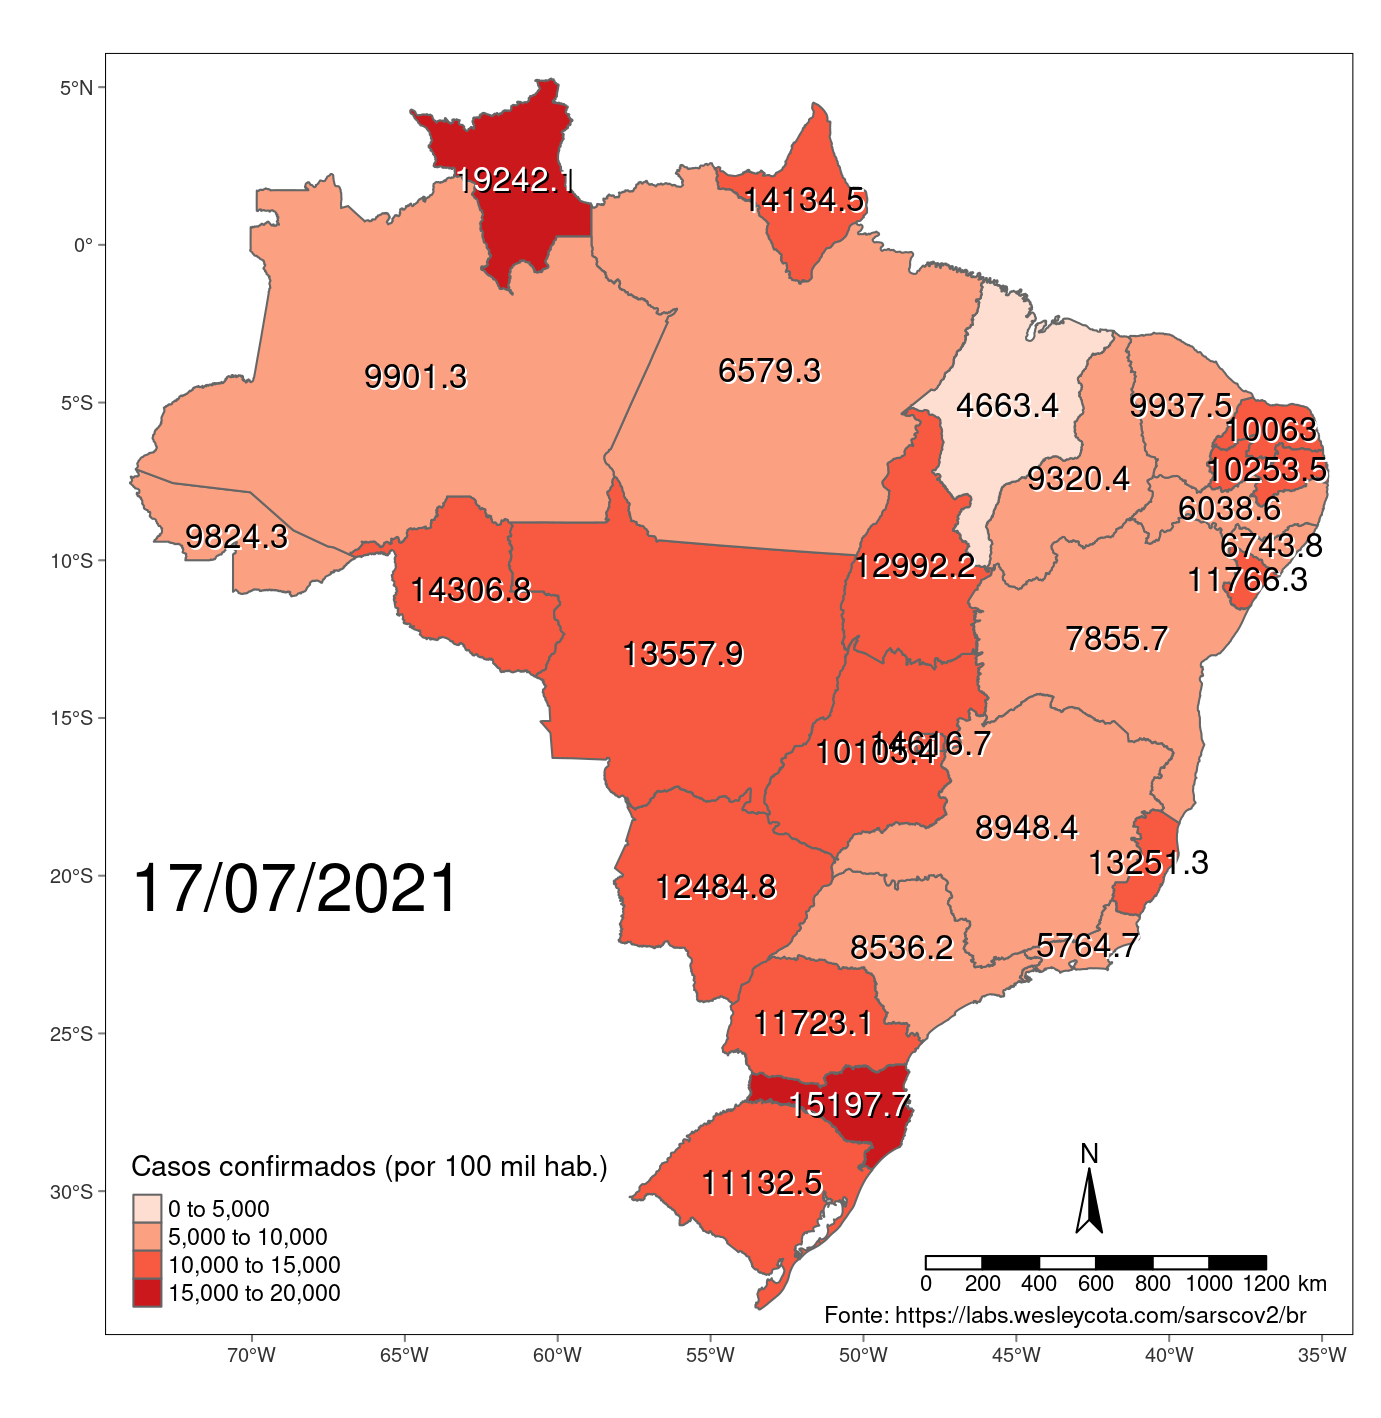 5°N
0°
5°S
10°S
15°S
20°S
25°S
30°S
70°W
65°W
60°W
55°W
50°W
45°W
40°W
35°W
19242.1
14134.5
9901.3
6579.3
4663.4
9937.5
10063
10253.5
9320.4
6038.6
9824.3
6743.8
12992.2
11766.3
14306.8
7855.7
13557.9
14616.7
10105.4
8948.4
13251.3
12484.8
17/07/2021
8536.2
5764.7
11723.1
15197.7
11132.5
Casos confirmados (por 100 mil hab.)
0 to 5,000
5,000 to 10,000
10,000 to 15,000
15,000 to 20,000
N
0 200 400 600 800 1000 1200 km
Fonte: https://labs.wesleycota.com/sarscov2/br